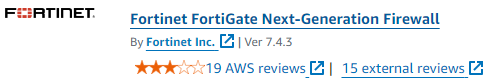 FORTINET
Fortinet FortiGate Next-Generation Firewall
By Fortinet Inc. | Ver 7.4.3
19 AWS reviews | 15 external reviews